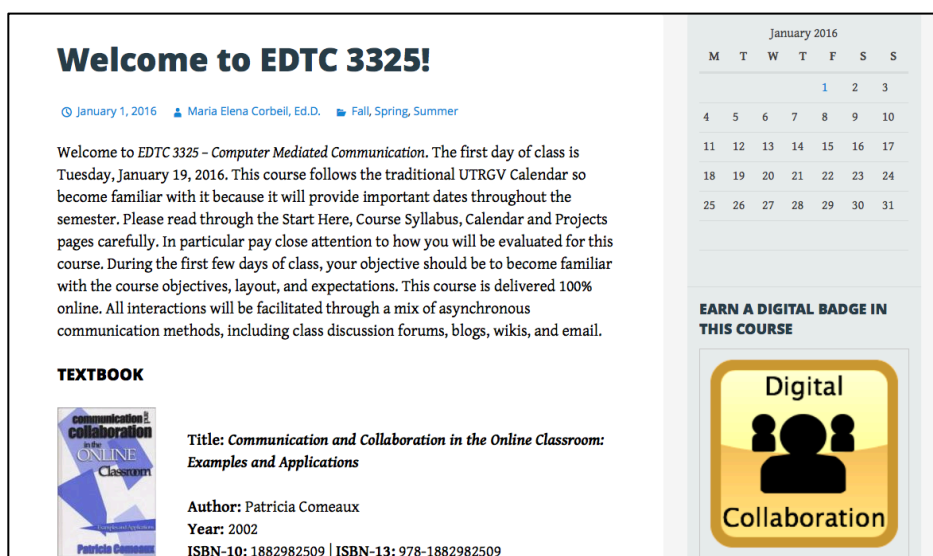 Welcome to EDTC 3325!
January 1, 2016 Maria Elena Corbeil, Ed.D. Fall, Spring, Summer
Welcome to EDTC 3325 – Computer Mediated Communication. The first day of class is
Tuesday, January 19, 2016. This course follows the traditional UTRGV Calendar so
become familiar with it because it will provide important dates throughout the
semester. Please read through the Start Here, Course Syllabus, Calendar and Projects
pages carefully. In particular pay close attention to how you will be evaluated for this
course. During the first few days of class, your objective should be to become familiar
with the course objectives, layout, and expectations. This course is delivered 100%
online. All interactions will be facilitated through a mix of asynchronous
communication methods, including class discussion forums, blogs, wikis, and email.
TEXTBOOK
communication and
collaboration
in the
ONLINE
Classroom
Examples and Applications
Patricia Comeaux
Title: Communication and Collaboration in the Online Classroom:
Examples and Applications
Author: Patricia Comeaux
Year: 2002
ISBN-10: 1882982509 | ISBN-13: 978-1882982509
January 2016
M T W T F S S
1 2 3
4 5 6 7 8 9 10
11 12 13 14 15 16 17
18 19 20 21 22 23 24
25 26 27 28 29 30 31
EARN A DIGITAL BADGE IN
THIS COURSE
Digital
Collaboration